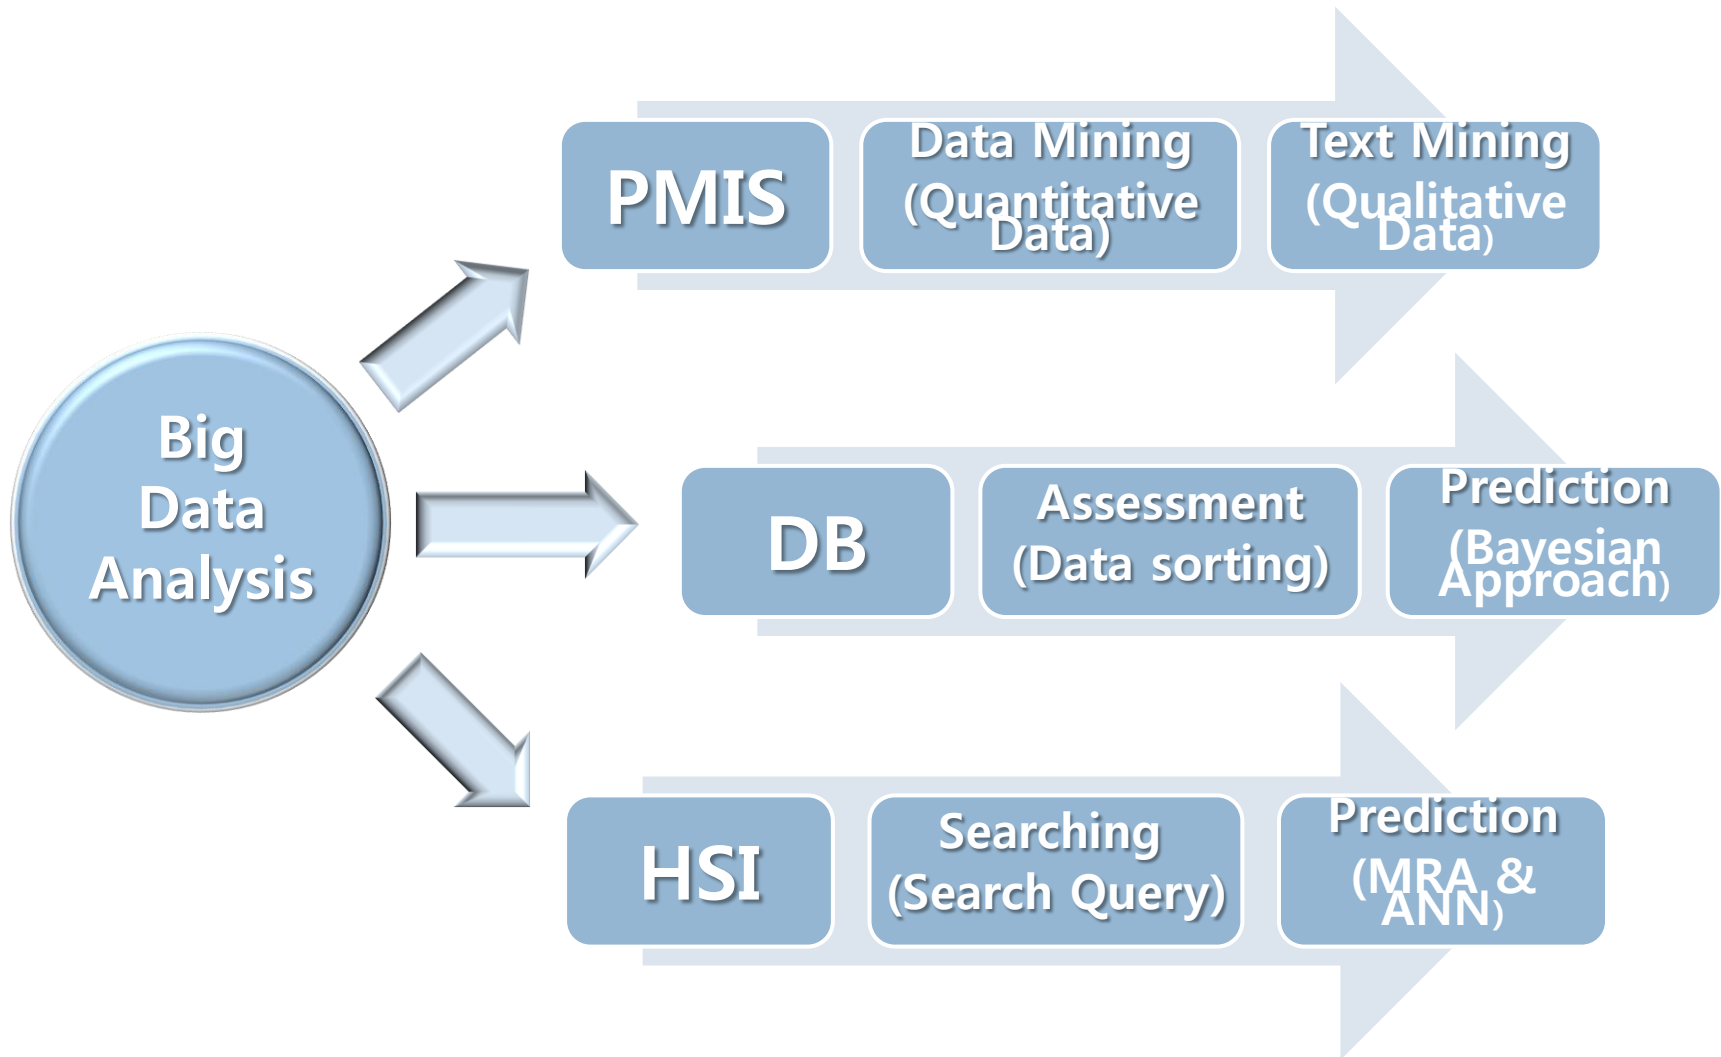 Big
Data
Analysis
PMIS
Data Mining
(Quantitative
Data)
Text Mining
(Qualitative
Data)
DB
Assessment
(Data sorting)
Prediction
(Bayesian
Approach)
HSI
Searching
(Search Query)
Prediction
(MRA &
ANN)